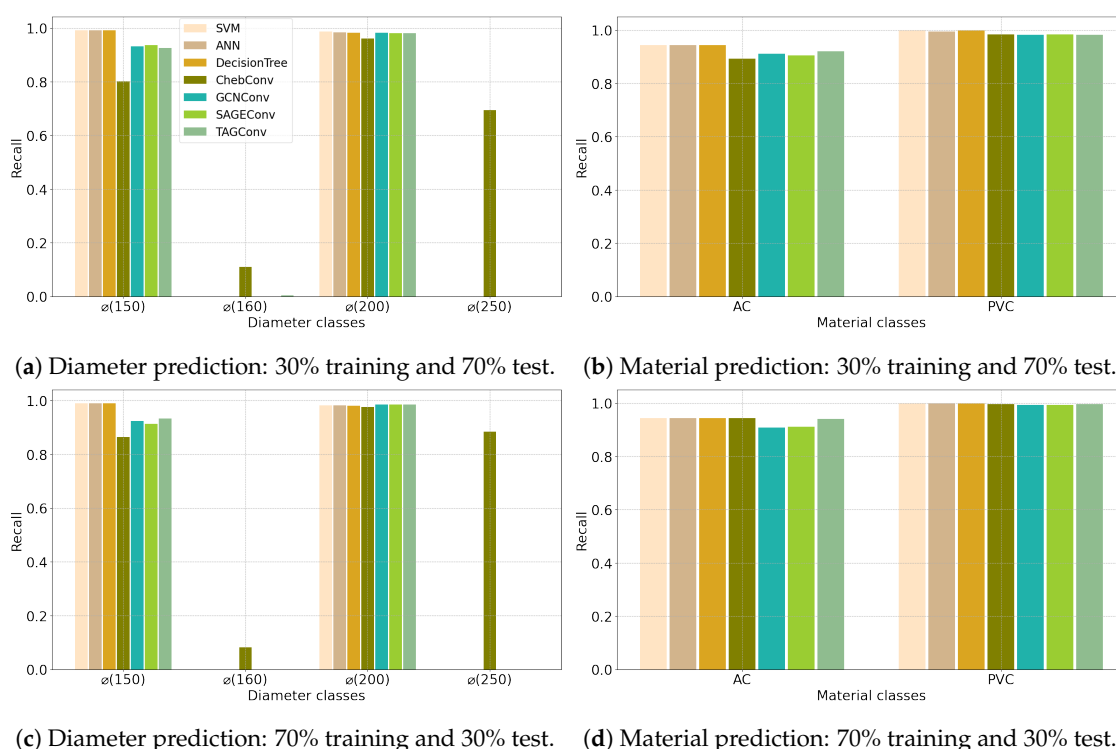 1.0
0.8
0.6
0.4
0.2
0.0
Recall
SVM
ANN
DecisionTree
ChebConv
GCNConv
SAGEConv
TAGConv
⌀(150) ⌀(160) ⌀(200) ⌀(250)
Diameter classes
(a) Diameter prediction: 30% training and 70% test.
1.0
0.8
0.6
0.4
0.2
0.0
Recall
AC PVC
Material classes
(b) Material prediction: 30% training and 70% test.
1.0
0.8
0.6
0.4
0.2
0.0
Recall
⌀(150) ⌀(160) ⌀(200) ⌀(250)
Diameter classes
(c) Diameter prediction: 70% training and 30% test.
1.0
0.8
0.6
0.4
0.2
0.0
Recall
AC PVC
Material classes
(d) Material prediction: 70% training and 30% test